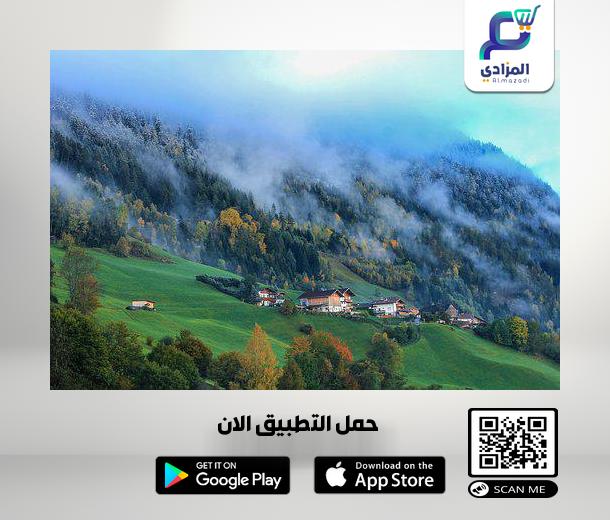 المزادي
Almazadi
حمل التطبيق الان
GET IT ON
Google Play
Download on the
App Store
SCAN ME